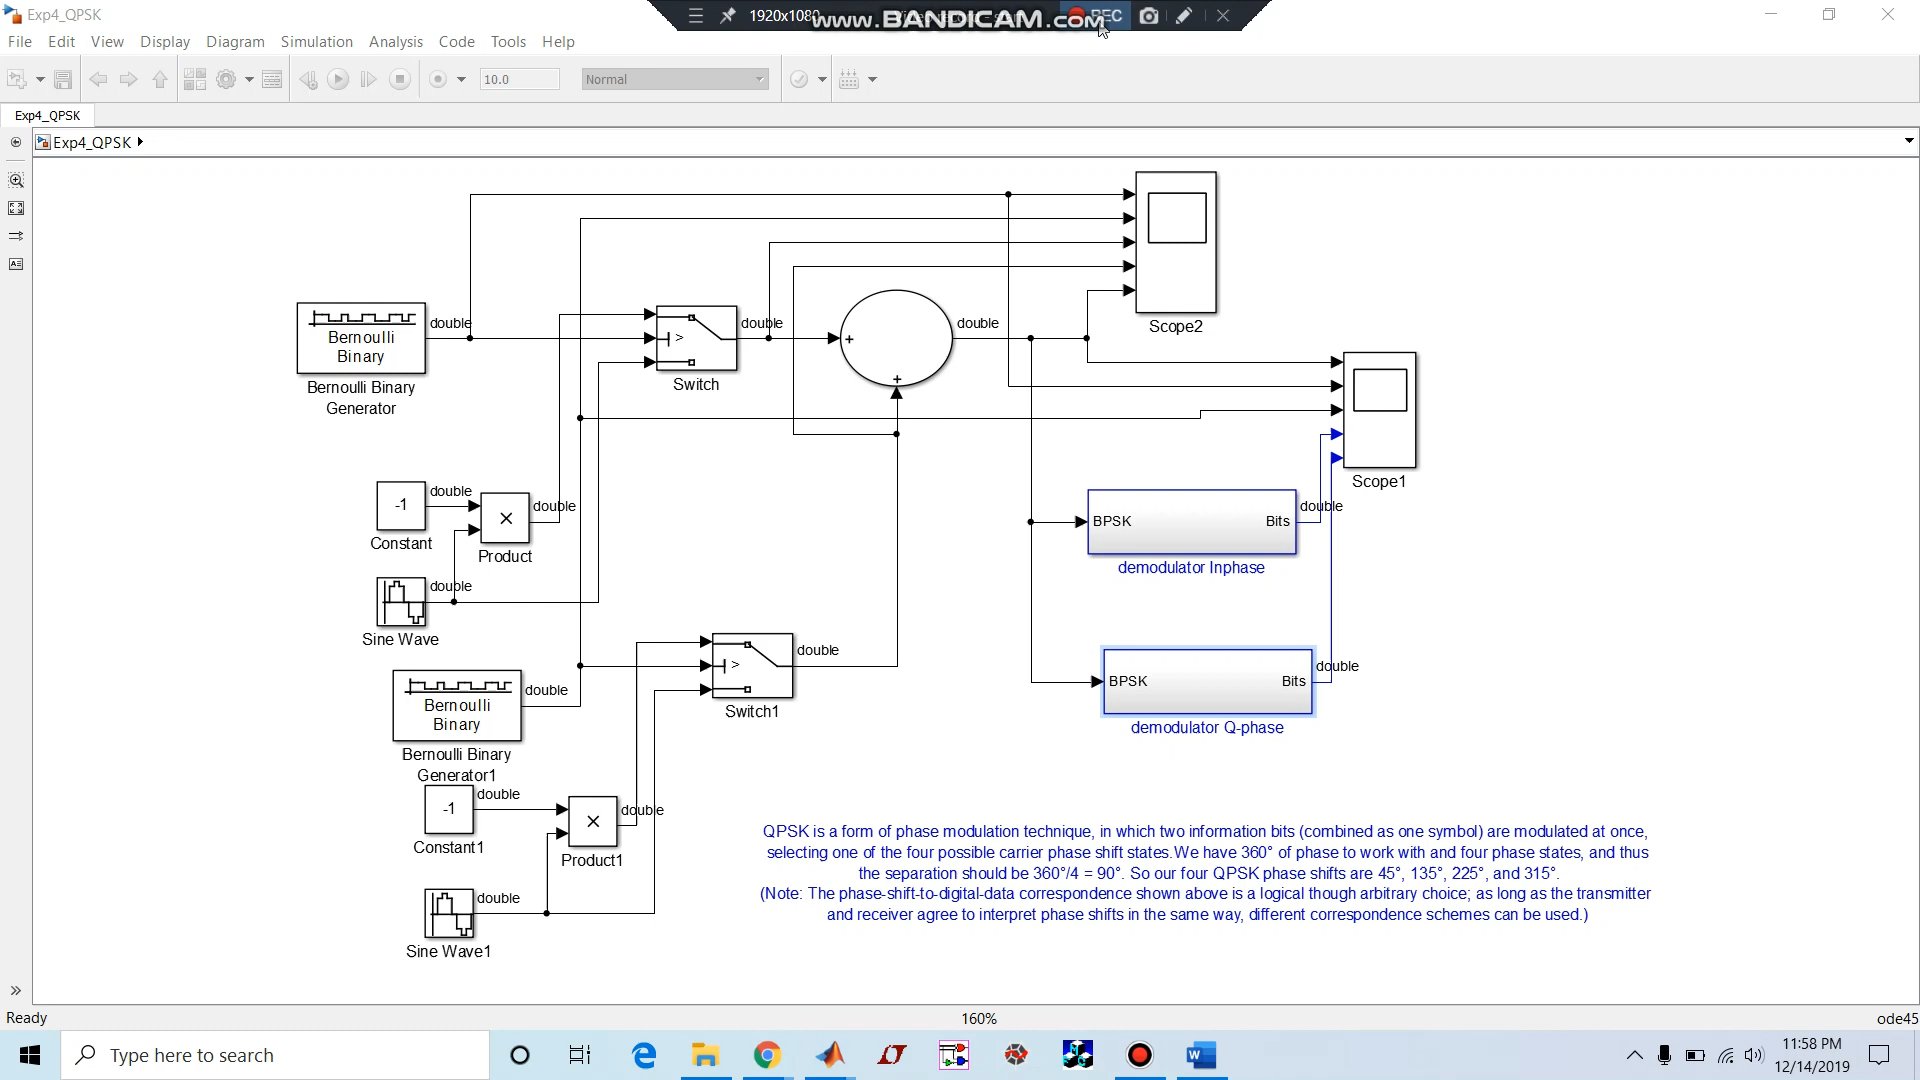 Exp4_QPSK
1920x1080
www.BANDICAM.com
REC
File Edit View Display Diagram Simulation Analysis Code Tools Help
10.0
Normal
Exp4_QPSK
Exp4_QPSK
Scope2
Bernoulli
Binary
double
Bernoulli Binary
Generator
>
double
Switch
+
+
double
Scope1
-1
double
Constant
×
double
Product
double
Sine Wave
BPSK
Bits
double
demodulator Inphase
Bernoulli
Binary
double
Bernoulli Binary
Generator1
>
double
Switch1
BPSK
Bits
double
demodulator Q-phase
-1
double
Constant1
×
double
Product1
double
Sine Wave1
QPSK is a form of phase modulation technique, in which two information bits (combined as one symbol) are modulated at once,
selecting one of the four possible carrier phase shift states.We have 360° of phase to work with and four phase states, and thus
the separation should be 360°/4 = 90°. So our four QPSK phase shifts are 45°, 135°, 225°, and 315°.
(Note: The phase-shift-to-digital-data correspondence shown above is a logical though arbitrary choice; as long as the transmitter
and receiver agree to interpret phase shifts in the same way, different correspondence schemes can be used.)
Ready
160%
ode45
Type here to search
11:58 PM
12/14/2019